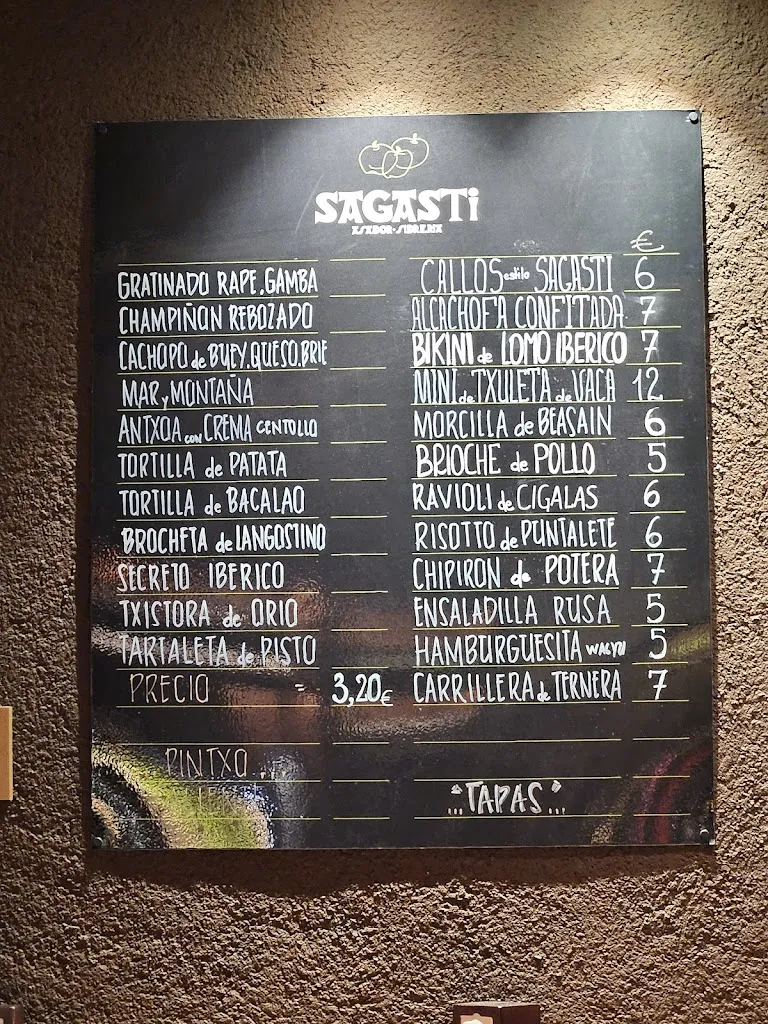 SAGASTi
ASADOR-SIDRERIA
GRATINADO RAPE, GAMBA
CHAMPIÑON REBOZADO
CACHOPO de BUEY, QUESO, BRIE
MAR y MONTAÑA
ANTXOA con CREMA CENTOLLO
TORTILLA de PATATA
TORTILLA de BACALAO
BROCHETA de LANGOSTINO
SECRETO IBERICO
TXISTORA de ORIO
TARTALETA de PISTO
PRECIO = 3,20€
PINTXO...
€
CALLOS estilo SAGASTI 6
ALCACHOFA CONFITADA 7
BIKINI de LOMO IBERICO 7
MINI de TXULETA de VACA 12
MORCILLA de BEASAIN 6
BRIOCHE de POLLO 5
RAVIOLI de CIGALAS 6
RISOTTO de PUNTALETE 6
CHIPIRON de POTERA 7
ENSALADILLA RUSA 5
HAMBURGUESITA WAGYU 5
CARRILLERA de TERNERA 7
..."TAPAS"...